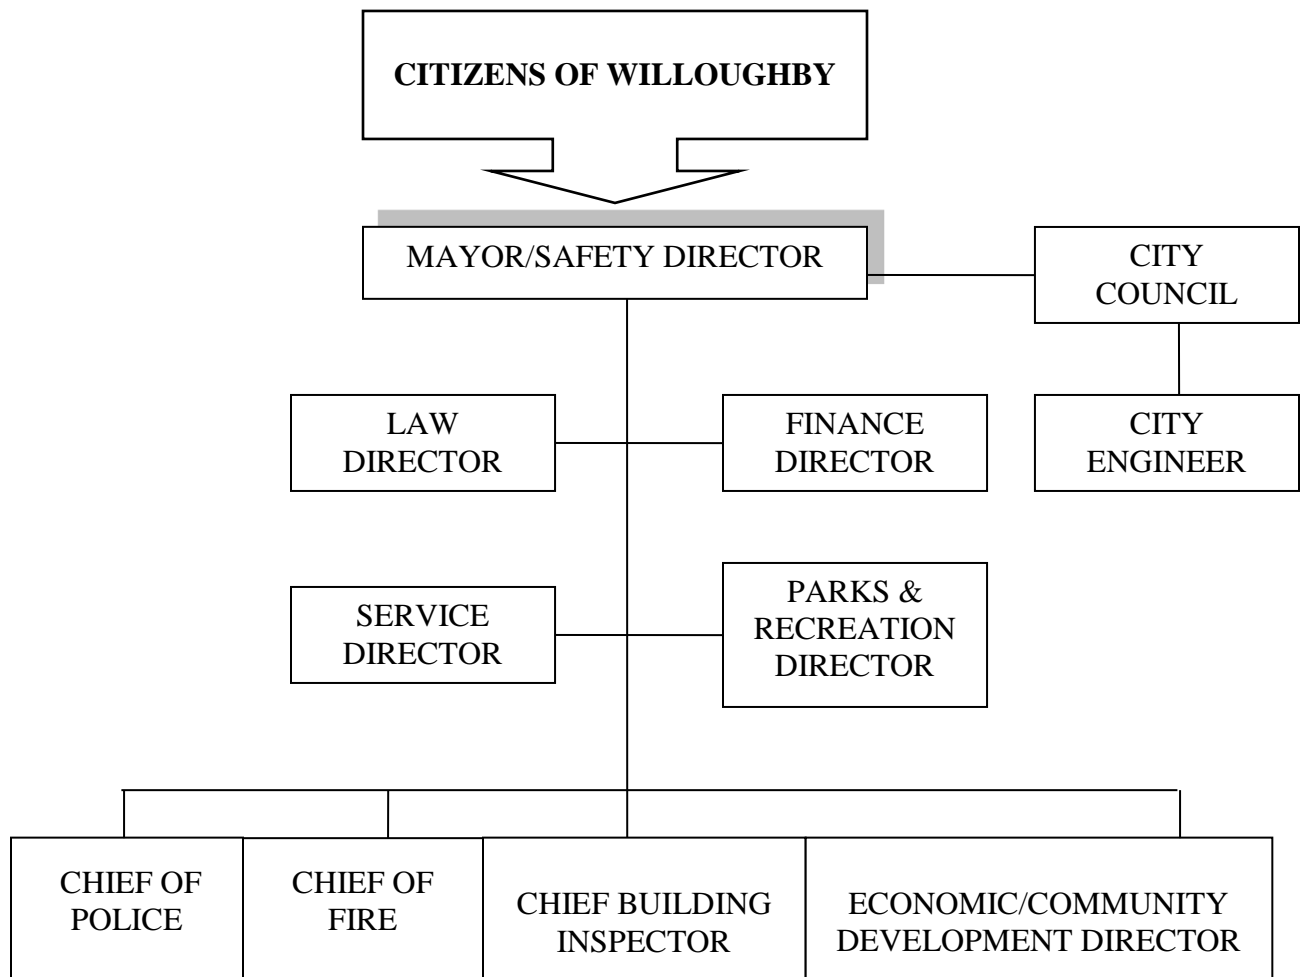 CITIZENS OF WILLOUGHBY
MAYOR/SAFETY DIRECTOR
CITY
COUNCIL
LAW
DIRECTOR
FINANCE
DIRECTOR
CITY
ENGINEER
SERVICE
DIRECTOR
PARKS &
RECREATION
DIRECTOR
CHIEF OF
POLICE
CHIEF OF
FIRE
CHIEF BUILDING
INSPECTOR
ECONOMIC/COMMUNITY
DEVELOPMENT DIRECTOR